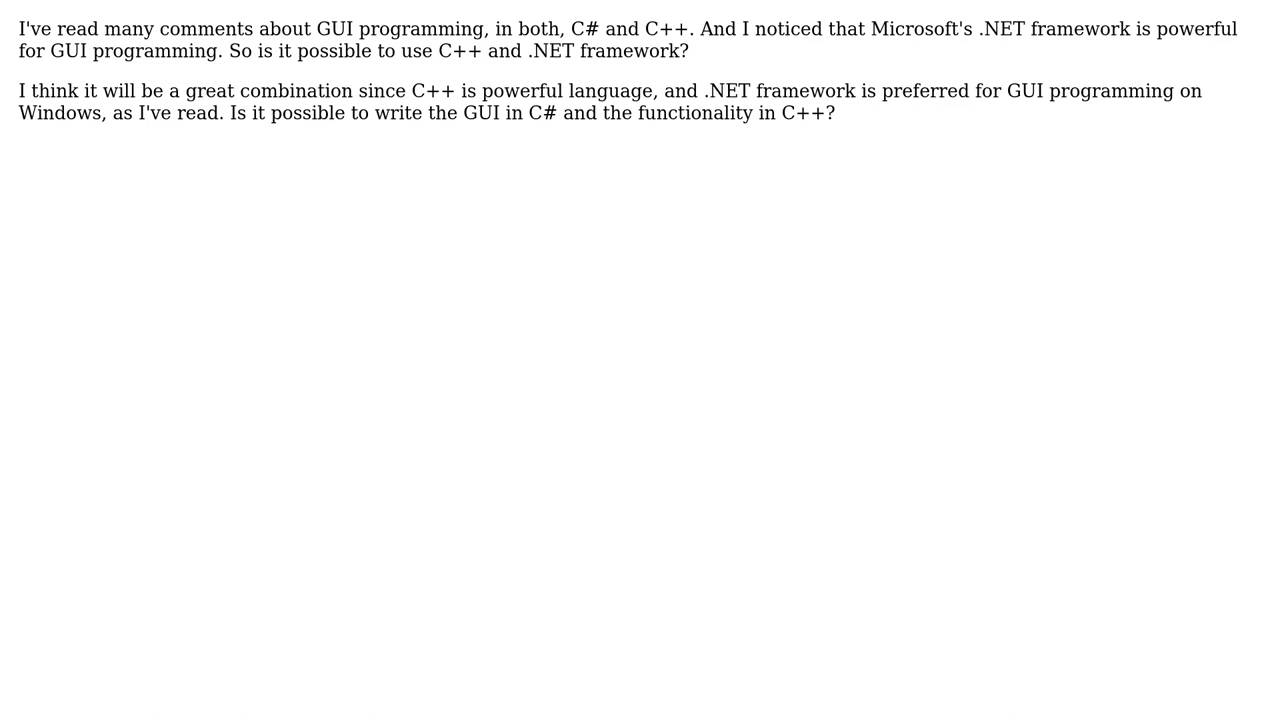 I've read many comments about GUI programming, in both, C# and C++. And I noticed that Microsoft's .NET framework is powerful
for GUI programming. So is it possible to use C++ and .NET framework?
I think it will be a great combination since C++ is powerful language, and .NET framework is preferred for GUI programming on
Windows, as I've read. Is it possible to write the GUI in C# and the functionality in C++?